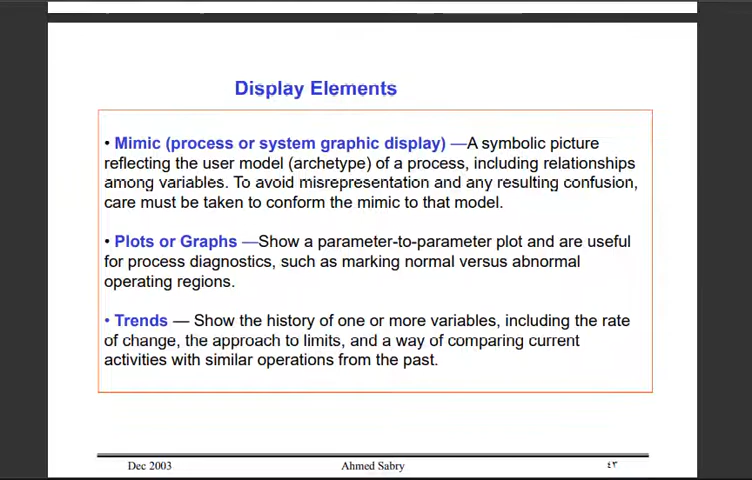 Display Elements
• Mimic (process or system graphic display) —A symbolic picture
reflecting the user model (archetype) of a process, including relationships
among variables. To avoid misrepresentation and any resulting confusion,
care must be taken to conform the mimic to that model.
• Plots or Graphs —Show a parameter-to-parameter plot and are useful
for process diagnostics, such as marking normal versus abnormal
operating regions.
• Trends — Show the history of one or more variables, including the rate
of change, the approach to limits, and a way of comparing current
activities with similar operations from the past.
Dec 2003 Ahmed Sabry ٤٣